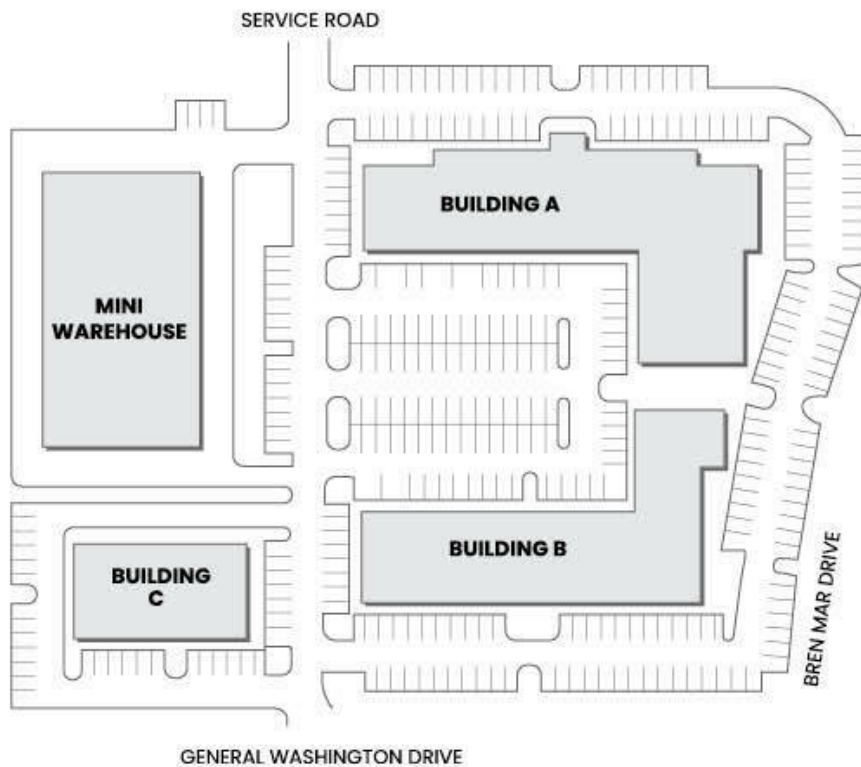 SERVICE ROAD
BUILDING A
MINI
WAREHOUSE
BUILDING B
BUILDING
C
BREN MAR DRIVE
GENERAL WASHINGTON DRIVE